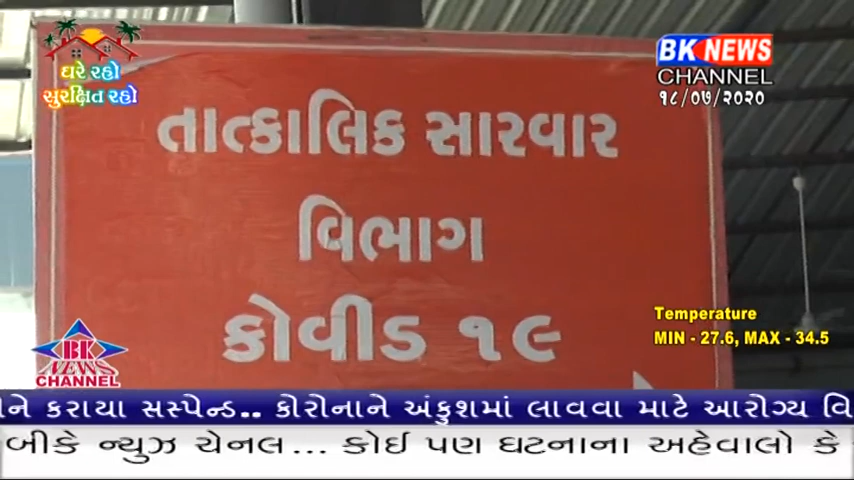 ઘરે રહો
સુરક્ષિત રહો
BK NEWS
CHANNEL
૧૮/૦૭/૨૦૨૦
તાત્કાલિક સારવાર
વિભાગ
કોવીડ ૧૯
Temperature
MIN - 27.6, MAX - 34.5
BK
NEWS
CHANNEL
કરાયા સસ્પેન્ડ.. કોરોનાને અંકુશમાં લાવવા માટે આરોગ્ય
બીકે ન્યુઝ ચેનલ... કોઈ પણ ઘટનાના અહેવાલો કે